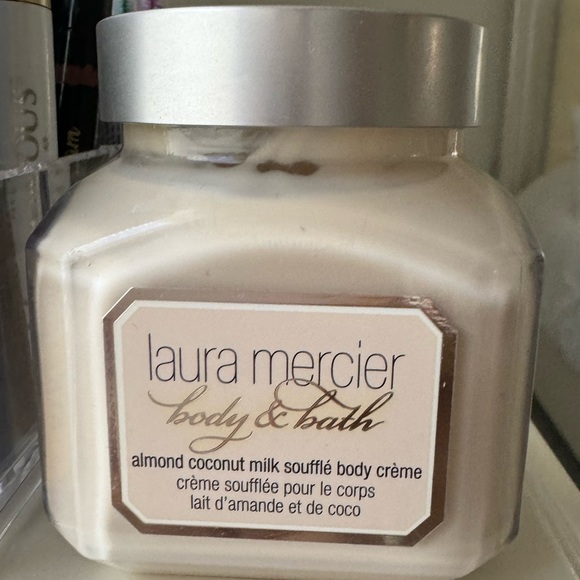 laura mercier
body & bath
almond coconut milk soufflé body crème
crème soufflée pour le corps
lait d'amande et de coco